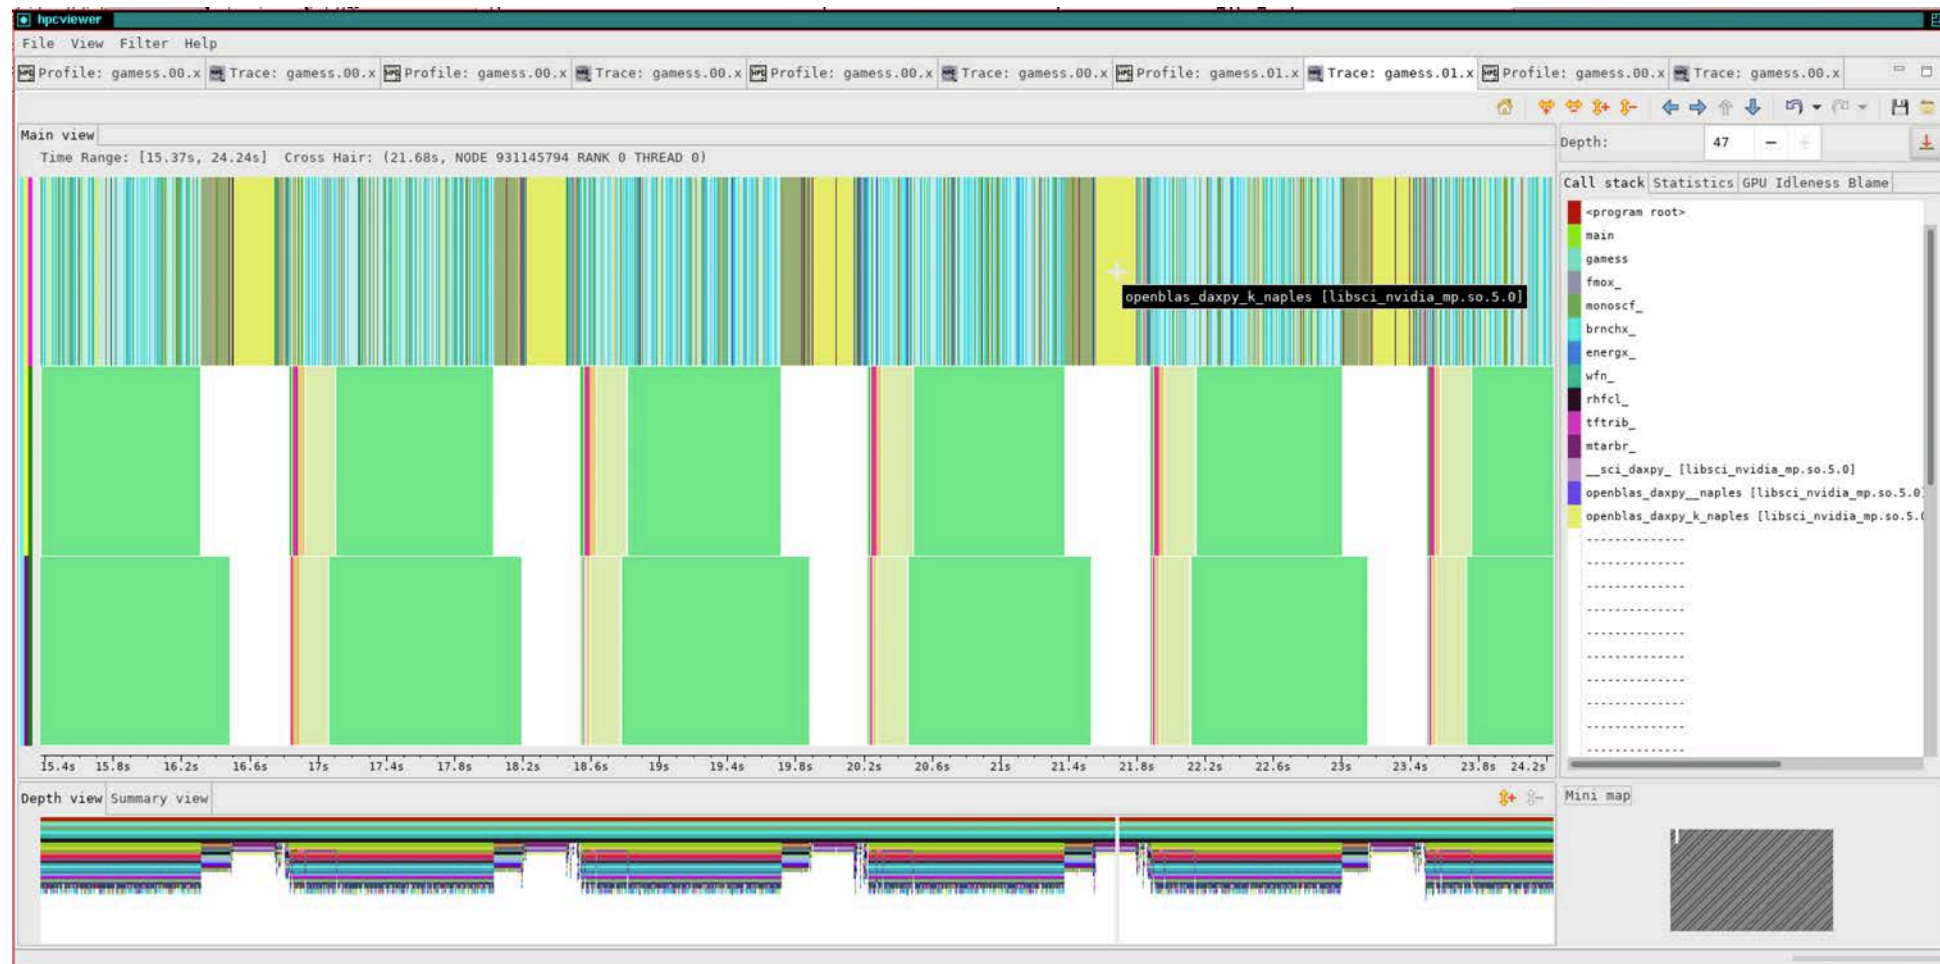 hpcviewer
File View Filter Help
Profile: gamess.00.x Trace: gamess.00.x Profile: gamess.00.x Trace: gamess.00.x Profile: gamess.00.x Trace: gamess.00.x Profile: gamess.01.x Trace: gamess.01.x Profile: gamess.00.x Trace: gamess.00.x
Main view
Time Range: [15.37s, 24.24s] Cross Hair: (21.68s, NODE 931145794 RANK 0 THREAD 0)
openblas_daxpy_k_naples [libsci_nvidia_mp.so.5.0]
15.4s 15.8s 16.2s 16.6s 17s 17.4s 17.8s 18.2s 18.6s 19s 19.4s 19.8s 20.2s 20.6s 21s 21.4s 21.8s 22.2s 22.6s 23s 23.4s 23.8s 24.2s
Depth: 47
Call stack Statistics GPU Idleness Blame
<program root>
main
gamess
fmox_
monoscf_
brnchx_
energx_
wfn_
rhfcl_
tftrib_
mtarbr_
__sci_daxpy_ [libsci_nvidia_mp.so.5.0]
openblas_daxpy__naples [libsci_nvidia_mp.so.5.0]
openblas_daxpy_k_naples [libsci_nvidia_mp.so.5.0
-------------
-------------
-------------
-------------
-------------
-------------
-------------
-------------
-------------
-------------
Depth view Summary view
Mini map